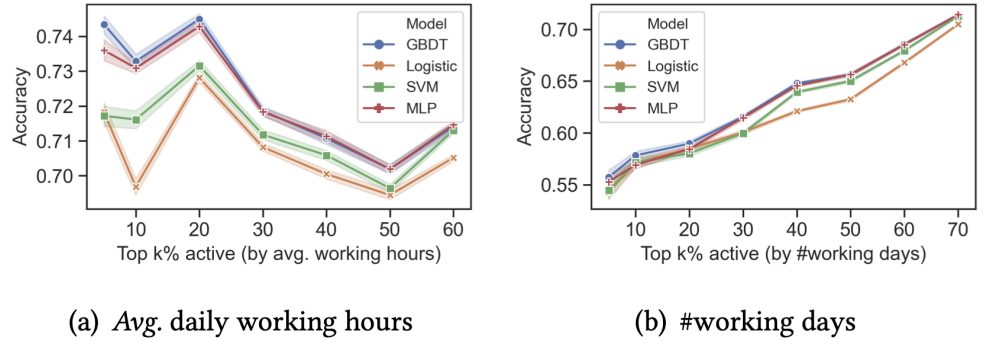 Accuracy
0.74
0.73
0.72
0.71
0.70
10 20 30 40 50 60
Top k% active (by avg. working hours)
Model
GBDT
Logistic
SVM
MLP
(a) Avg. daily working hours
Accuracy
0.70
0.65
0.60
0.55
10 20 30 40 50 60 70
Top k% active (by #working days)
Model
GBDT
Logistic
SVM
MLP
(b) #working days